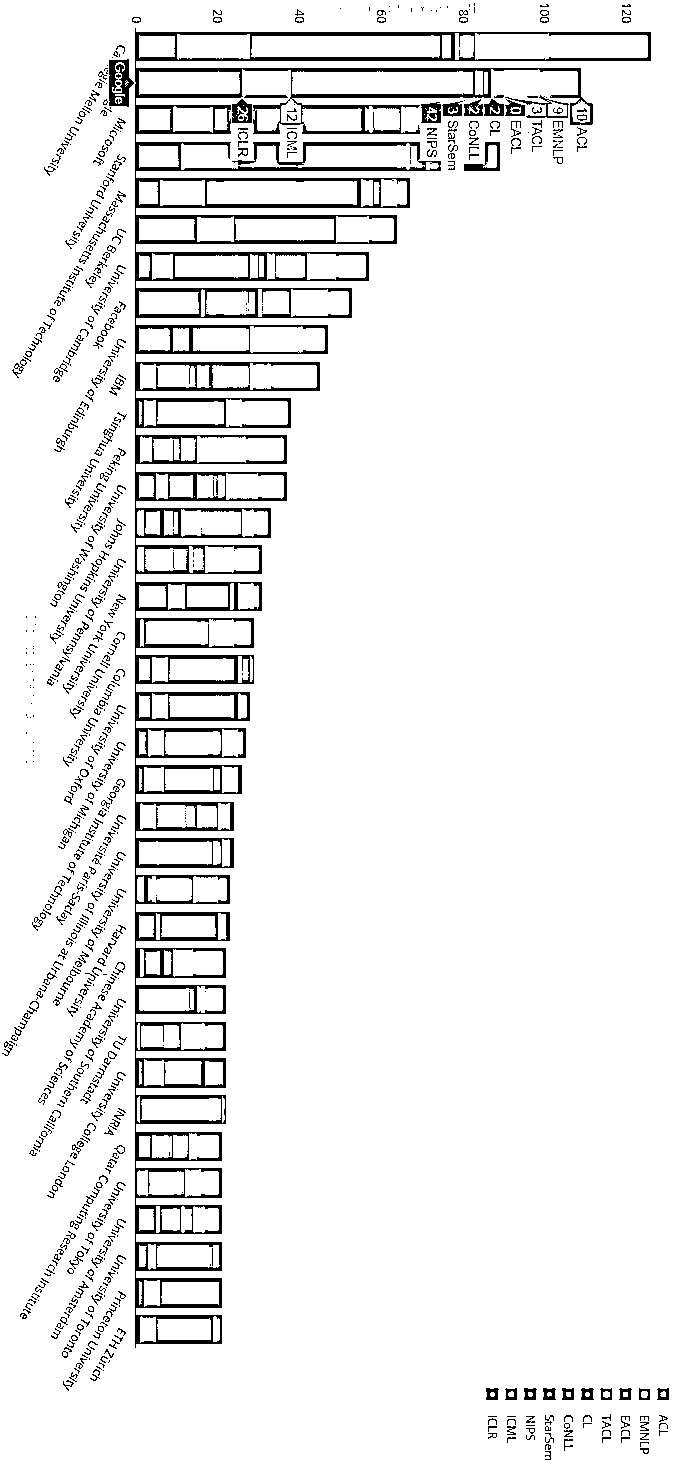 0
20
40
60
80
100
120
10 ACL
9 EMNLP
3 TACL
0 EACL
2 CL
2 CoNLL
3 StarSem
42 NIPS
12 ICML
26 ICLR
Google
Mellon University
Microsoft
Stanford University
Massachusetts Institute of Technology
UC Berkeley
University of Cambridge
Facebook
University of Edinburgh
IBM
Tsinghua University
Peking University
University of Washington
Johns Hopkins University
University of Pennsylvania
New York University
Cornell University
Columbia University
University of Oxford
University of Michigan
Georgia Institute of Technology
Université Paris-Saclay
University of Illinois at Urbana-Champaign
University of Melbourne
Harvard University
Chinese Academy of Sciences
University of Southern California
TU Darmstadt
University College London
INRIA
Qatar Computing Research Institute
University of Tokyo
University of Amsterdam
University of Toronto
Princeton University
ETH Zürich
ACL
EMNLP
EACL
TACL
CL
CoNLL
StarSem
NIPS
ICML
ICLR